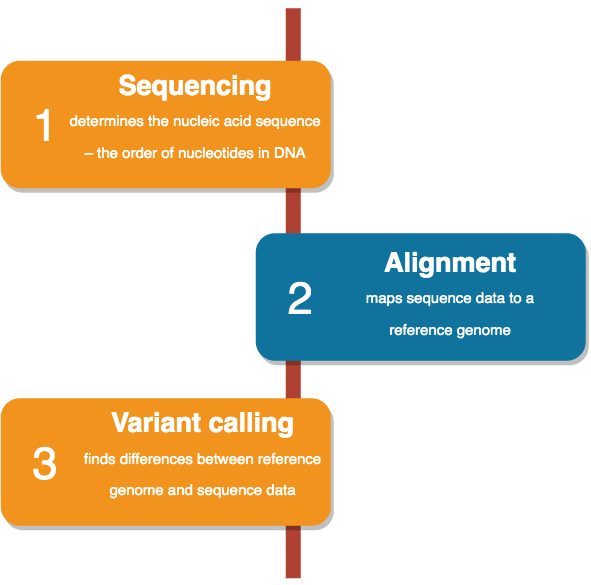 Sequencing
1
determines the nucleic acid sequence
– the order of nucleotides in DNA
Alignment
2
maps sequence data to a
reference genome
Variant calling
3
finds differences between reference
genome and sequence data